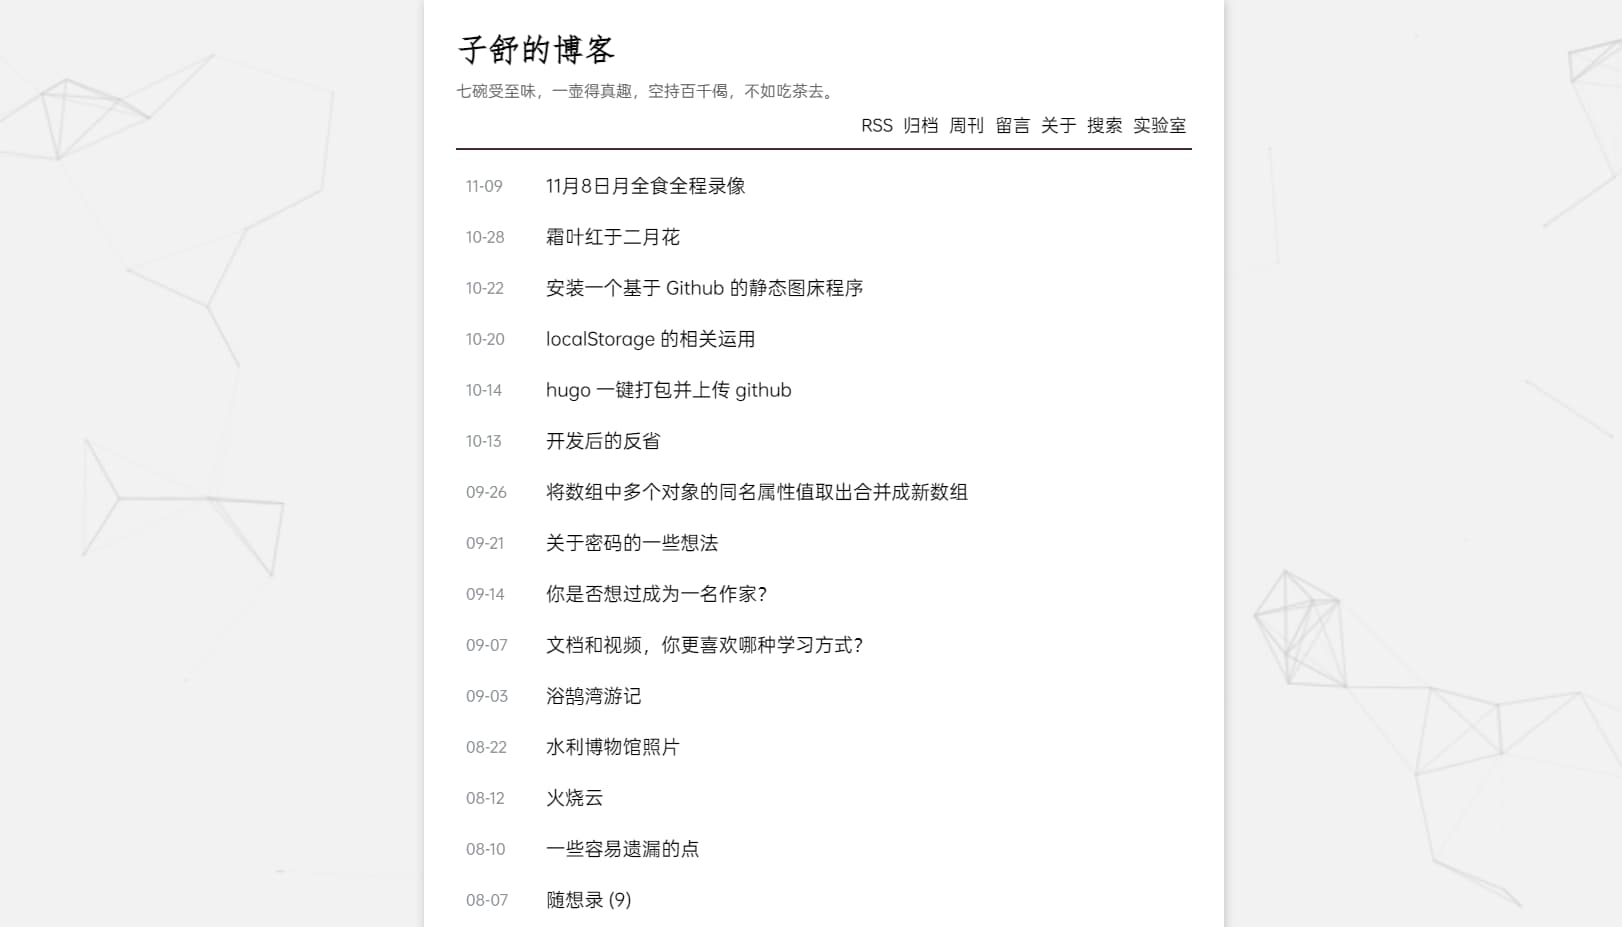 子舒的博客
七碗受至味，一壶得真趣，空持百千偈，不如吃茶去。
RSS 归档 周刊 留言 关于 搜索 实验室
11-09 11月8日月全食全程录像
10-28 霜叶红于二月花
10-22 安装一个基于 Github 的静态图床程序
10-20 localStorage 的相关运用
10-14 hugo 一键打包并上传 github
10-13 开发后的反省
09-26 将数组中多个对象的同名属性值取出合并成新数组
09-21 关于密码的一些想法
09-14 你是否想过成为一名作家？
09-07 文档和视频，你更喜欢哪种学习方式？
09-03 浴鹄湾游记
08-22 水利博物馆照片
08-12 火烧云
08-10 一些容易遗漏的点
08-07 随想录 (9)